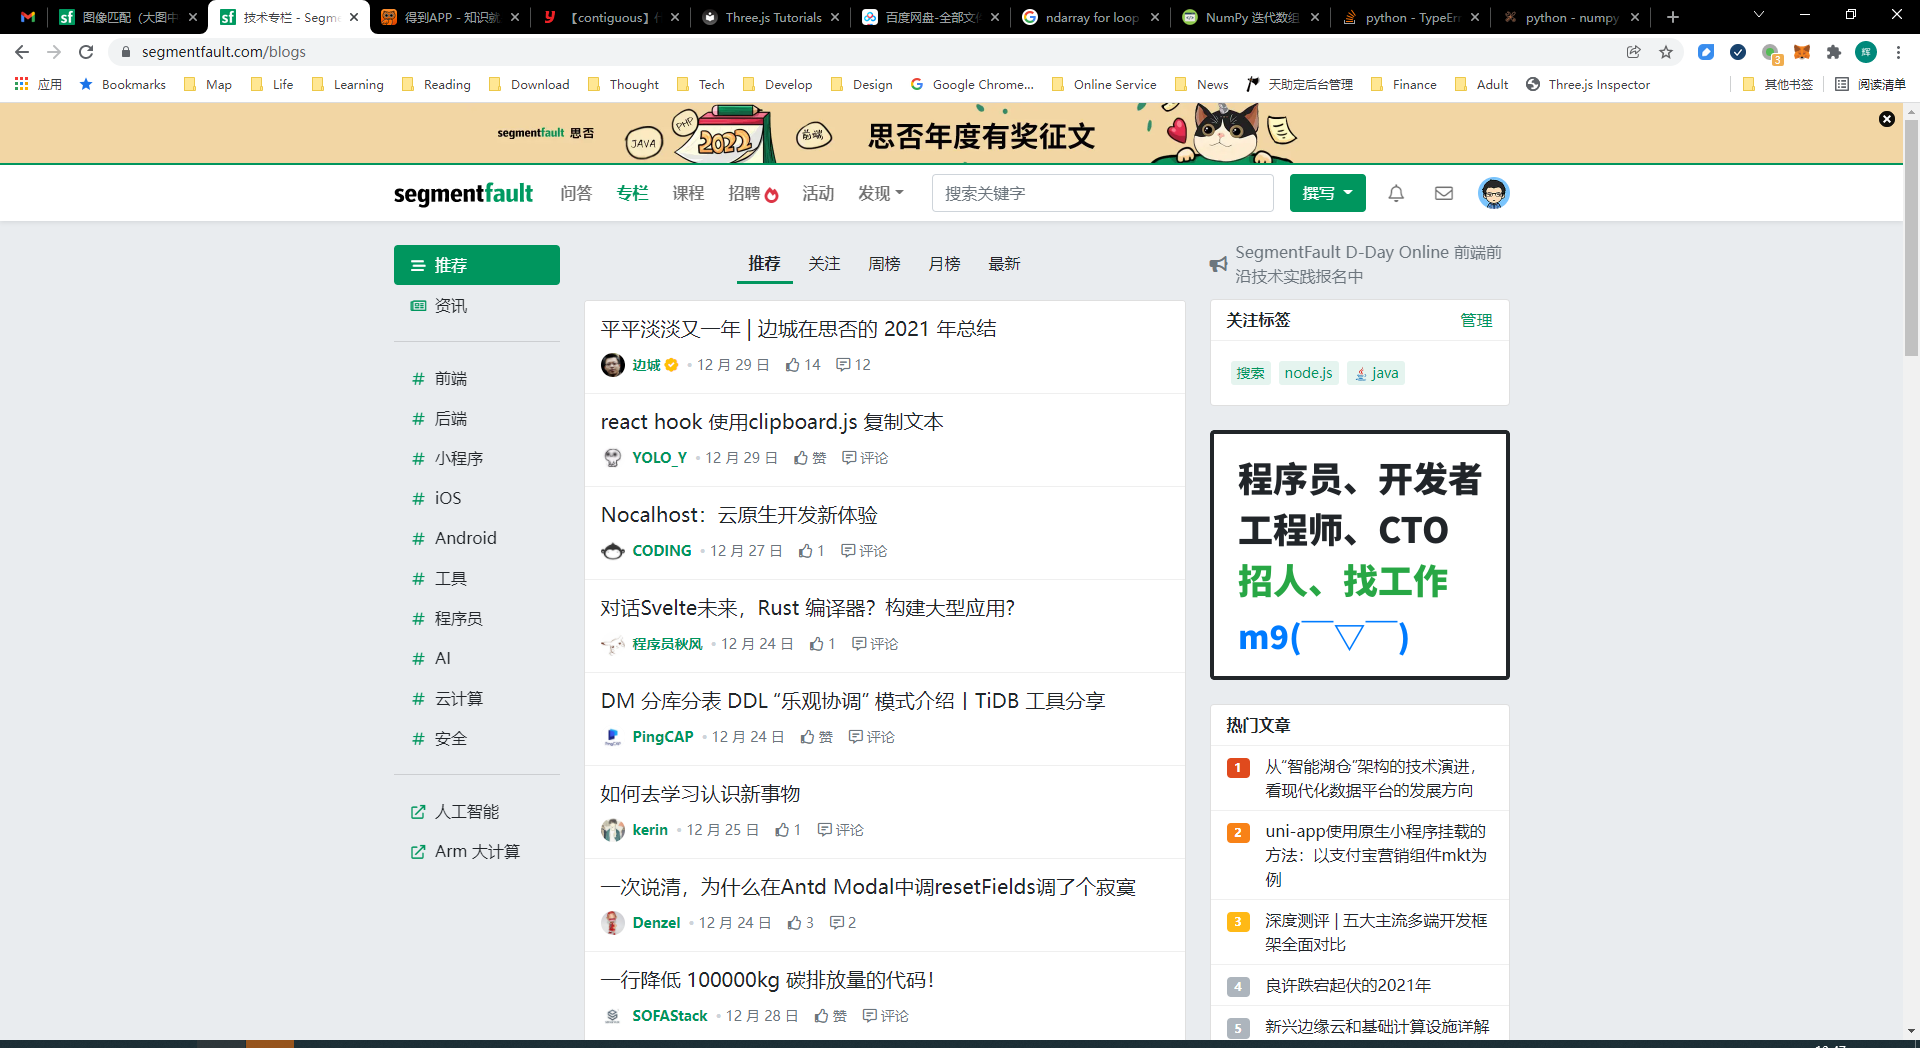 图像匹配（大图中
技术专栏 - Segm
得到APP - 知识就
【contiguous】
Three.js Tutorials
百度网盘-全部文件
ndarray for loop
NumPy 迭代数组
python - TypeErr
python - numpy
segmentfault.com/blogs
应用
Bookmarks
Map
Life
Learning
Reading
Download
Thought
Tech
Develop
Design
Google Chrome...
Online Service
News
天助定后台管理
Finance
Adult
Three.js Inspector
其他书签
阅读清单
segmentfault 思否
JAVA
PHP
2022
前端
思否年度有奖征文
segmentfault
问答
专栏
课程
招聘
活动
发现
搜索关键字
撰写
推荐
资讯
# 前端
# 后端
# 小程序
# iOS
# Android
# 工具
# 程序员
# AI
# 云计算
# 安全
人工智能
Arm 大计算
推荐
关注
周榜
月榜
最新
平平淡淡又一年 | 边城在思否的 2021 年总结
边城 • 12 月 29 日 14 12
react hook 使用clipboard.js 复制文本
YOLO_Y • 12 月 29 日 赞 评论
Nocalhost：云原生开发新体验
CODING • 12 月 27 日 1 评论
对话Svelte未来，Rust 编译器？构建大型应用？
程序员秋风 • 12 月 24 日 1 评论
DM 分库分表 DDL “乐观协调” 模式介绍丨TiDB 工具分享
PingCAP • 12 月 24 日 赞 评论
如何去学习认识新事物
kerin • 12 月 25 日 1 评论
一次说清，为什么在Antd Modal中调resetFields调了个寂寞
Denzel • 12 月 24 日 3 2
一行降低 100000kg 碳排放量的代码！
SOFAStack • 12 月 28 日 赞 评论
SegmentFault D-Day Online 前端前
沿技术实践报名中
关注标签
管理
搜索
node.js
java
程序员、开发者
工程师、CTO
招人、找工作
m9(￣▽￣)
热门文章
1 从“智能湖仓”架构的技术演进，
看现代化数据平台的发展方向
2 uni-app使用原生小程序挂载的
方法：以支付宝营销组件mkt为
例
3 深度测评 | 五大主流多端开发框
架全面对比
4 良许跌宕起伏的2021年
5 新兴边缘云和基础计算设施详解